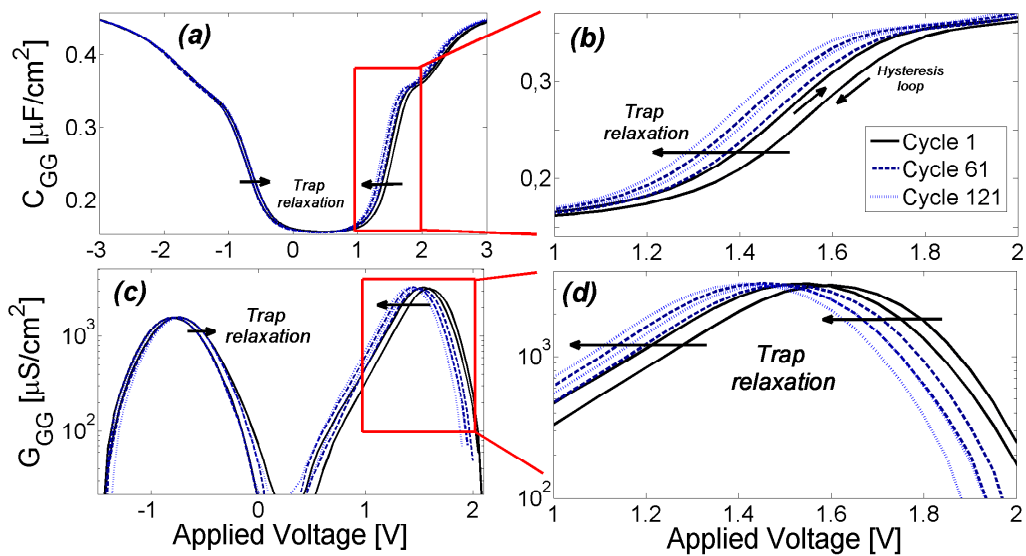 (a)
C_GG [μF/cm²]
0.4
0.3
0.2
Trap
relaxation
-3 -2 -1 0 1 2 3
(b)
0,3
0,2
Hysteresis
loop
Trap
relaxation
Cycle 1
Cycle 61
Cycle 121
1 1.2 1.4 1.6 1.8 2
(c)
G_GG [μS/cm²]
10³
10²
Trap
relaxation
-1 0 1 2
Applied Voltage [V]
(d)
10³
10²
Trap
relaxation
1 1.2 1.4 1.6 1.8 2
Applied Voltage [V]